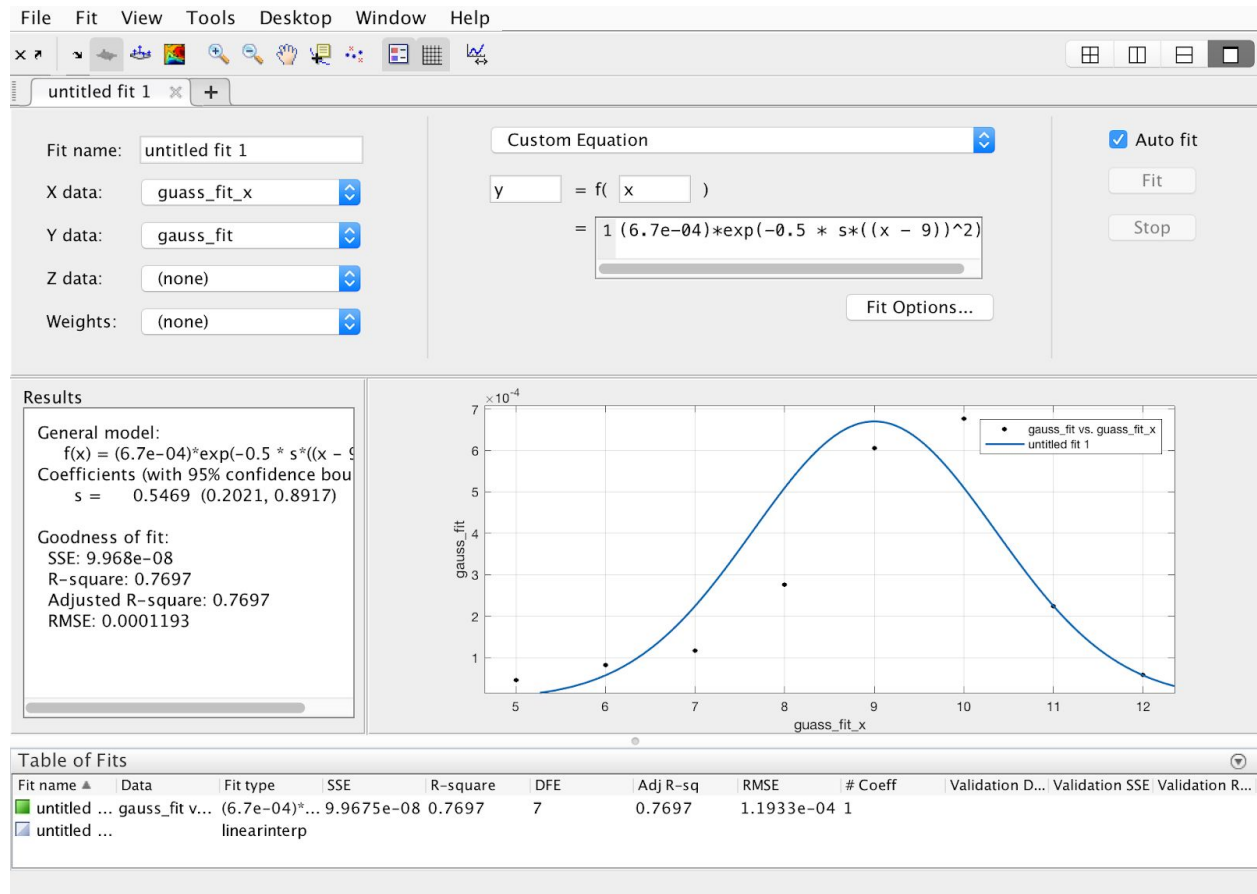 File Fit View Tools Desktop Window Help
untitled fit 1
Fit name: untitled fit 1
X data: guass_fit_x
Y data: gauss_fit
Z data: (none)
Weights: (none)
Custom Equation
y = f( x )
= 1 (6.7e-04)*exp(-0.5 * s*((x - 9))^2)
Fit Options...
Auto fit
Fit
Stop
Results
General model:
f(x) = (6.7e-04)*exp(-0.5 * s*((x - 9
Coefficients (with 95% confidence bou
s = 0.5469 (0.2021, 0.8917)
Goodness of fit:
SSE: 9.968e-08
R-square: 0.7697
Adjusted R-square: 0.7697
RMSE: 0.0001193
×10-4
7
5
4
3
2
1
gauss_fit
5 6 7 8 9 10 11 12
guass_fit_x
gauss_fit vs. guass_fit_x
untitled fit 1
Table of Fits
Fit name Data Fit type SSE R-square DFE Adj R-sq RMSE # Coeff Validation D... Validation SSE Validation R...
untitled ... gauss_fit v... (6.7e-04)*... 9.9675e-08 0.7697 7 0.7697 1.1933e-04 1
untitled ... linearinterp